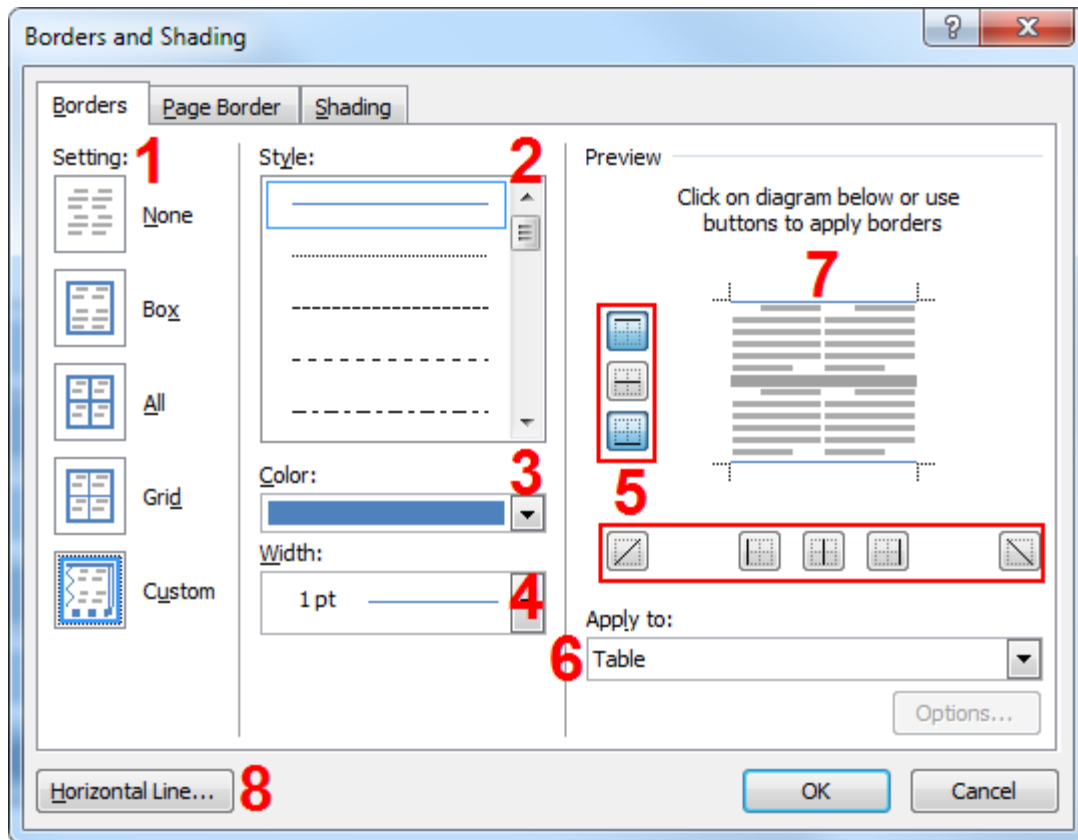 Borders and Shading
?
X
Borders
Page Border
Shading
Setting:
1
None
Box
All
Grid
Custom
Style:
2
Color:
3
Width:
1 pt
4
Preview
Click on diagram below or use
buttons to apply borders
7
5
Apply to:
6
Table
Options...
Horizontal Line...
8
OK
Cancel